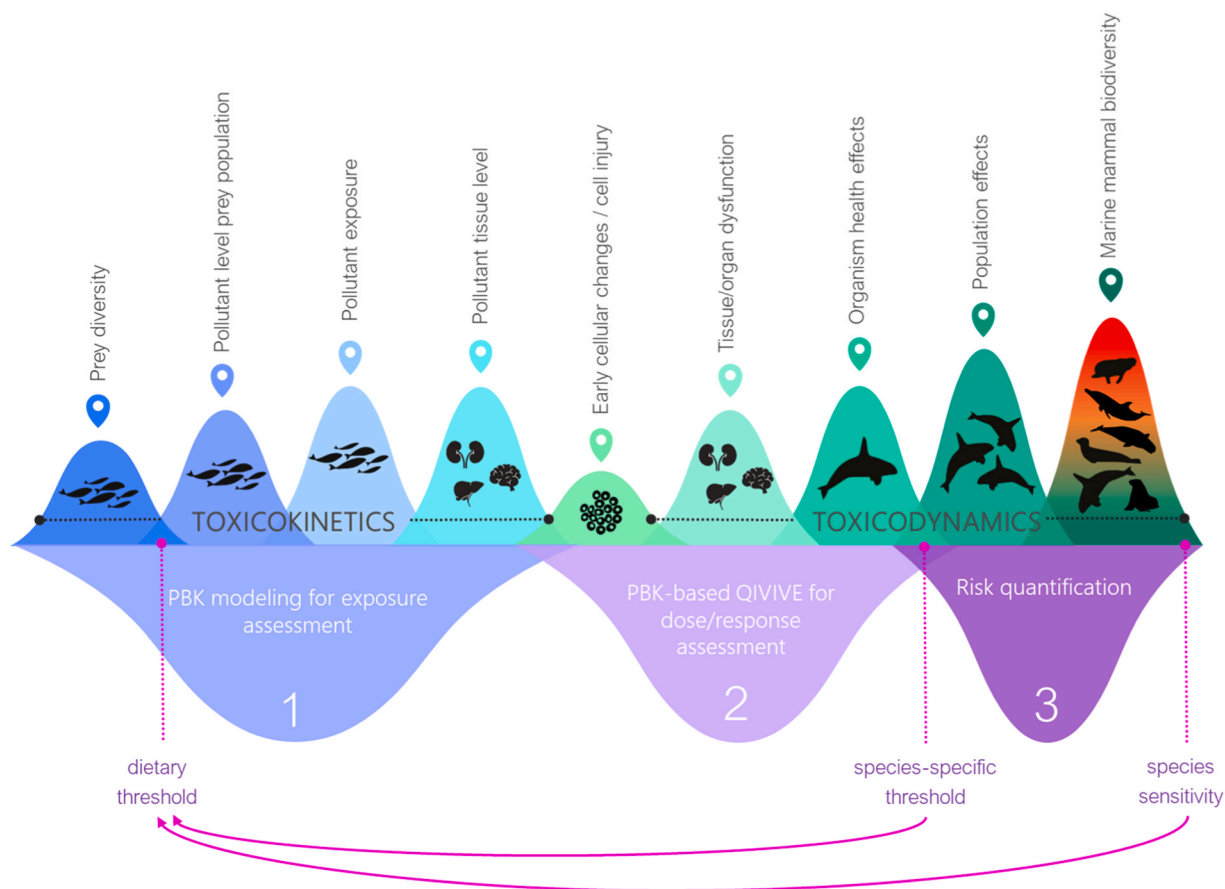 Prey diversity
Pollutant level prey population
Pollutant exposure
Pollutant tissue level
Early cellular changes / cell injury
Tissue/organ dysfunction
Organism health effects
Population effects
Marine mammal biodiversity
TOXICOKINETICS
TOXICODYNAMICS
PBK modeling for exposure
assessment
1
PBK-based QIVIVE for
dose/response
assessment
2
Risk quantification
3
dietary
threshold
species-specific
threshold
species
sensitivity